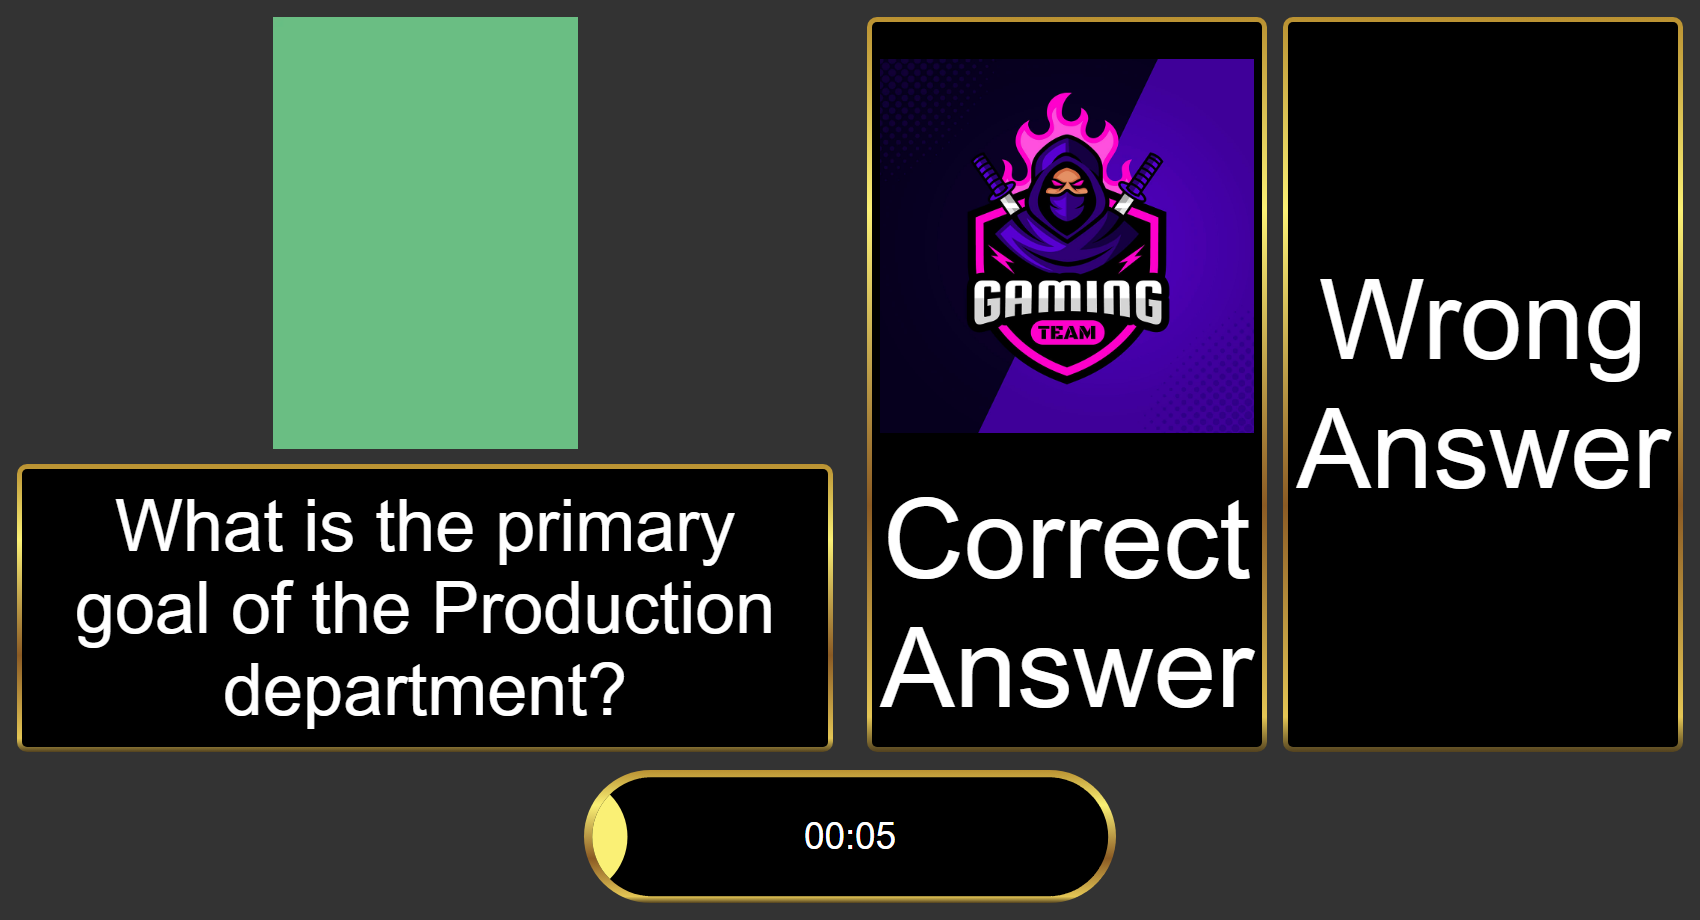 What is the primary
goal of the Production
department?
GAMING
TEAM
Correct
Answer
Wrong
Answer
00:05